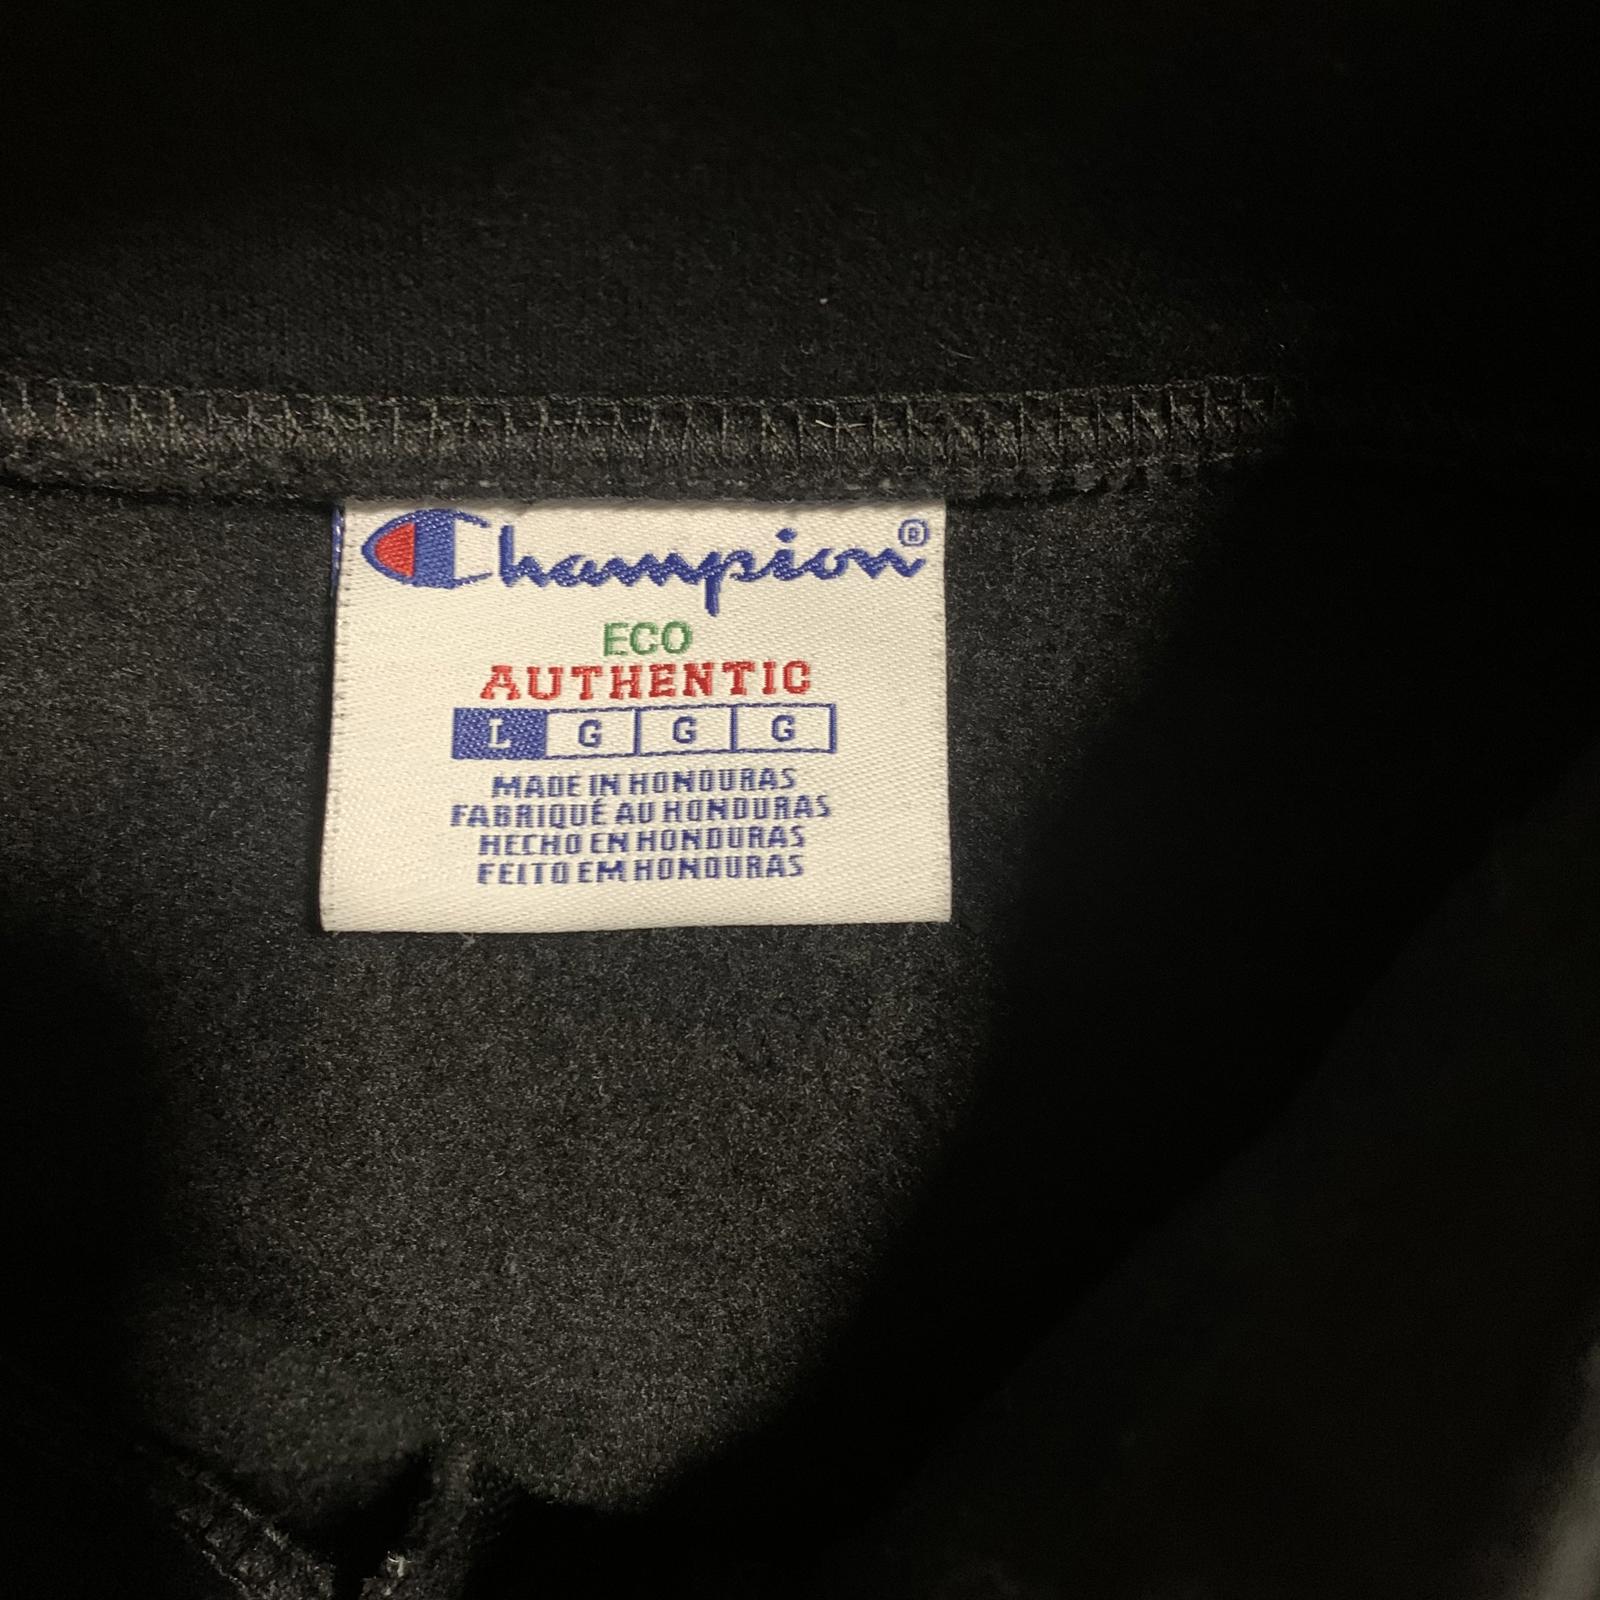 Champion®
ECO
AUTHENTIC
L G G G
MADE IN HONDURAS
FABRIQUÉ AU HONDURAS
HECHO EN HONDURAS
FEITO EM HONDURAS